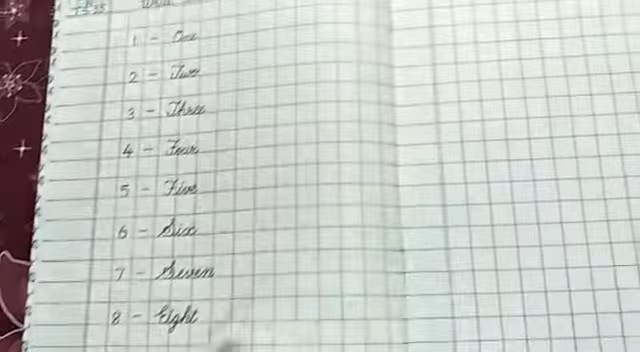 1 - One
2 - Two
3 - Three
4 - Four
5 - Five
6 - Six
7 - Seven
8 - Eight